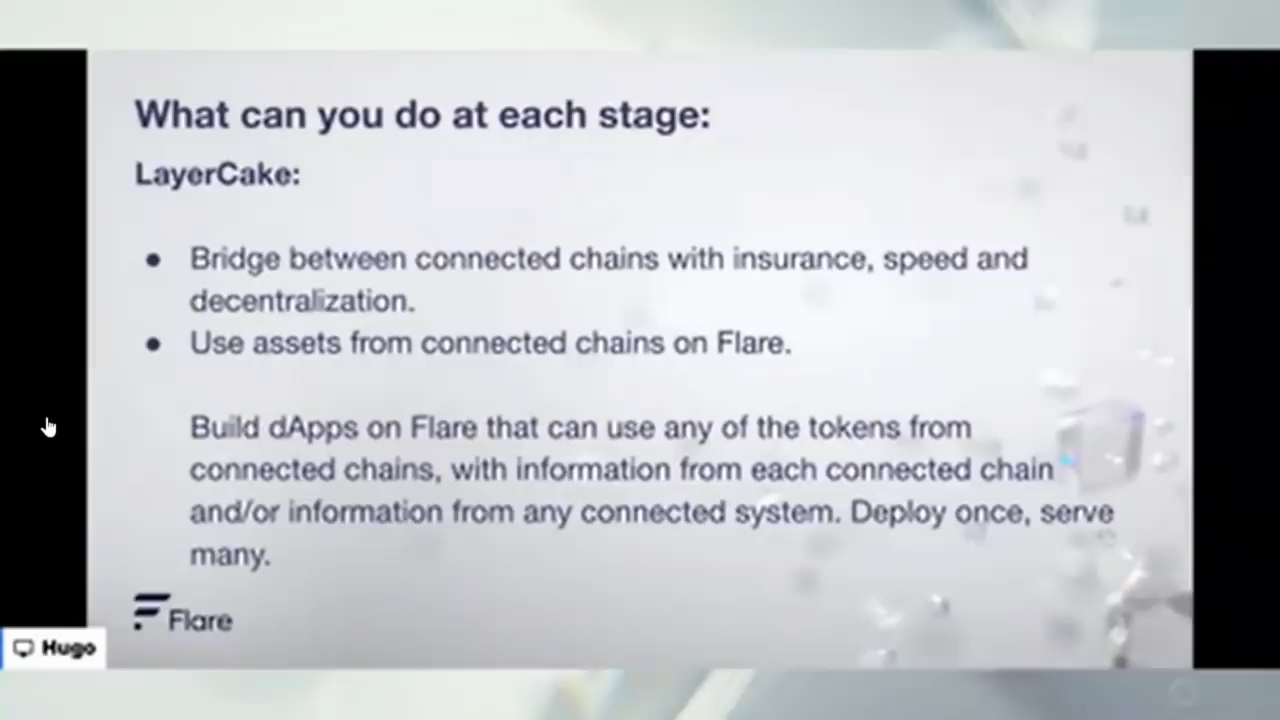 What can you do at each stage:
LayerCake:
● Bridge between connected chains with insurance, speed and
decentralization.
● Use assets from connected chains on Flare.
Build dApps on Flare that can use any of the tokens from
connected chains, with information from each connected chain
and/or information from any connected system. Deploy once, serve
many.
Flare
Hugo